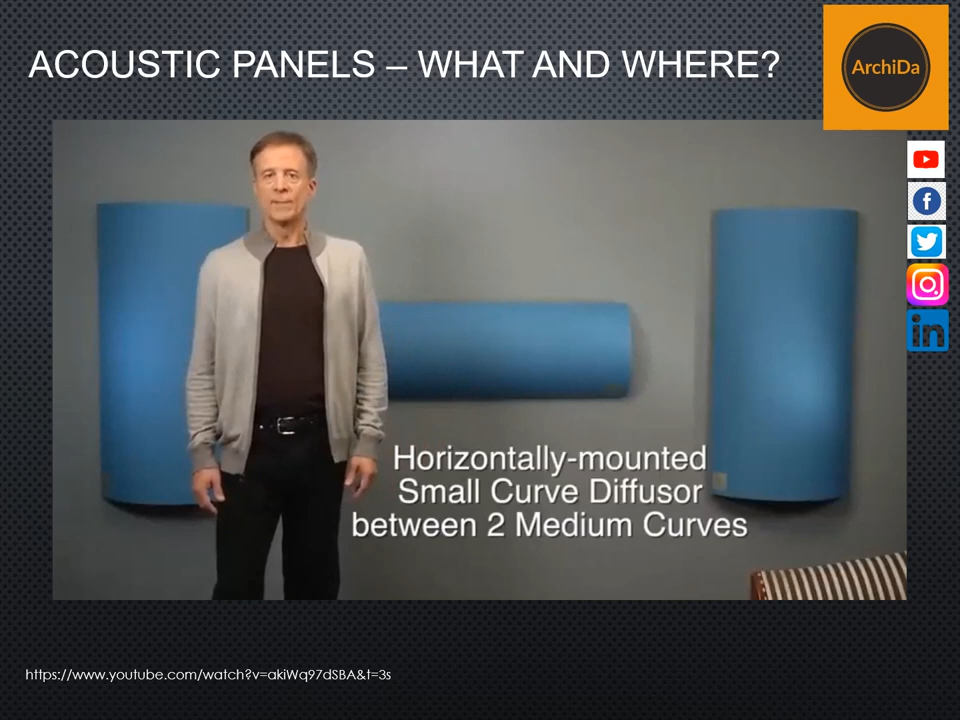 ACOUSTIC PANELS – WHAT AND WHERE?
ArchiDa
Horizontally-mounted
Small Curve Diffusor
between 2 Medium Curves
https://www.youtube.com/watch?v=akiWq97dSBA&t=3s